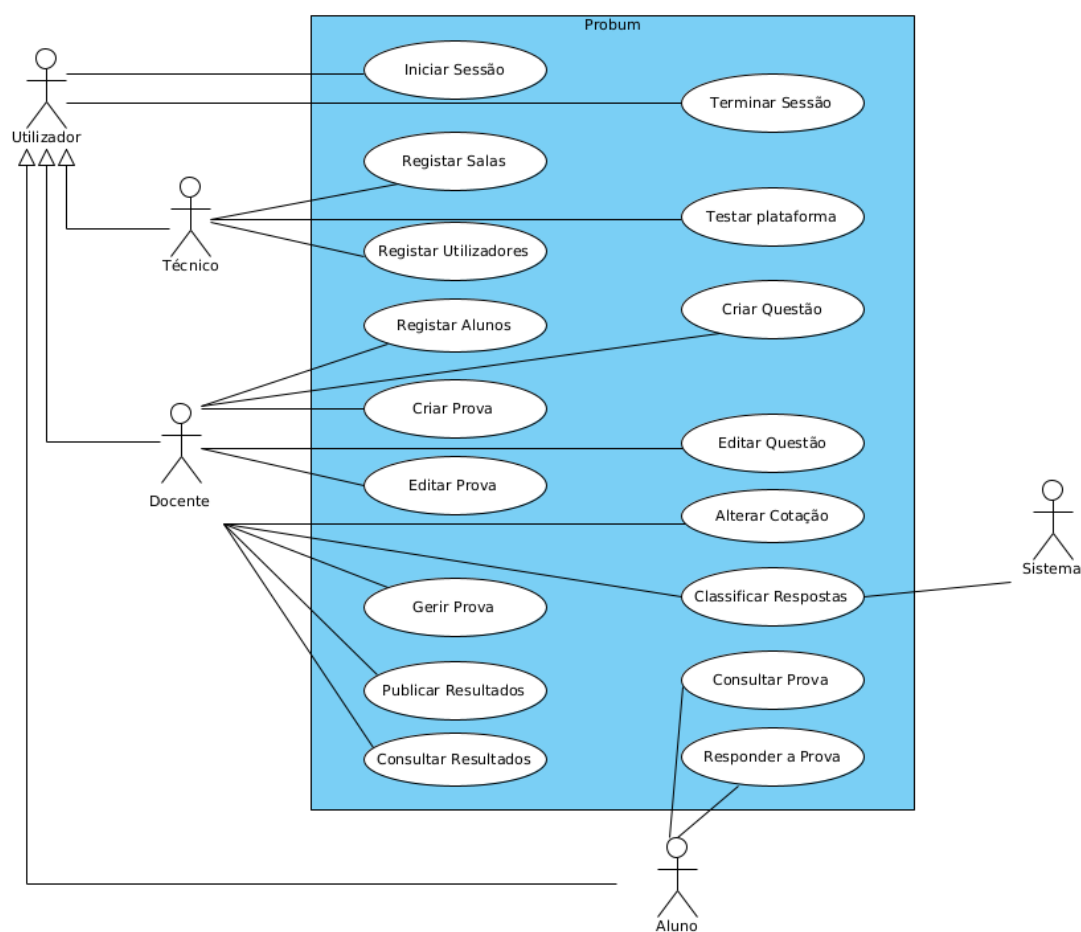 Probum
Iniciar Sessão
Terminar Sessão
Utilizador
Registar Salas
Testar plataforma
Registar Utilizadores
Técnico
Criar Questão
Registar Alunos
Criar Prova
Editar Questão
Editar Prova
Docente
Alterar Cotação
Sistema
Classificar Respostas
Gerir Prova
Consultar Prova
Publicar Resultados
Responder a Prova
Consultar Resultados
Aluno